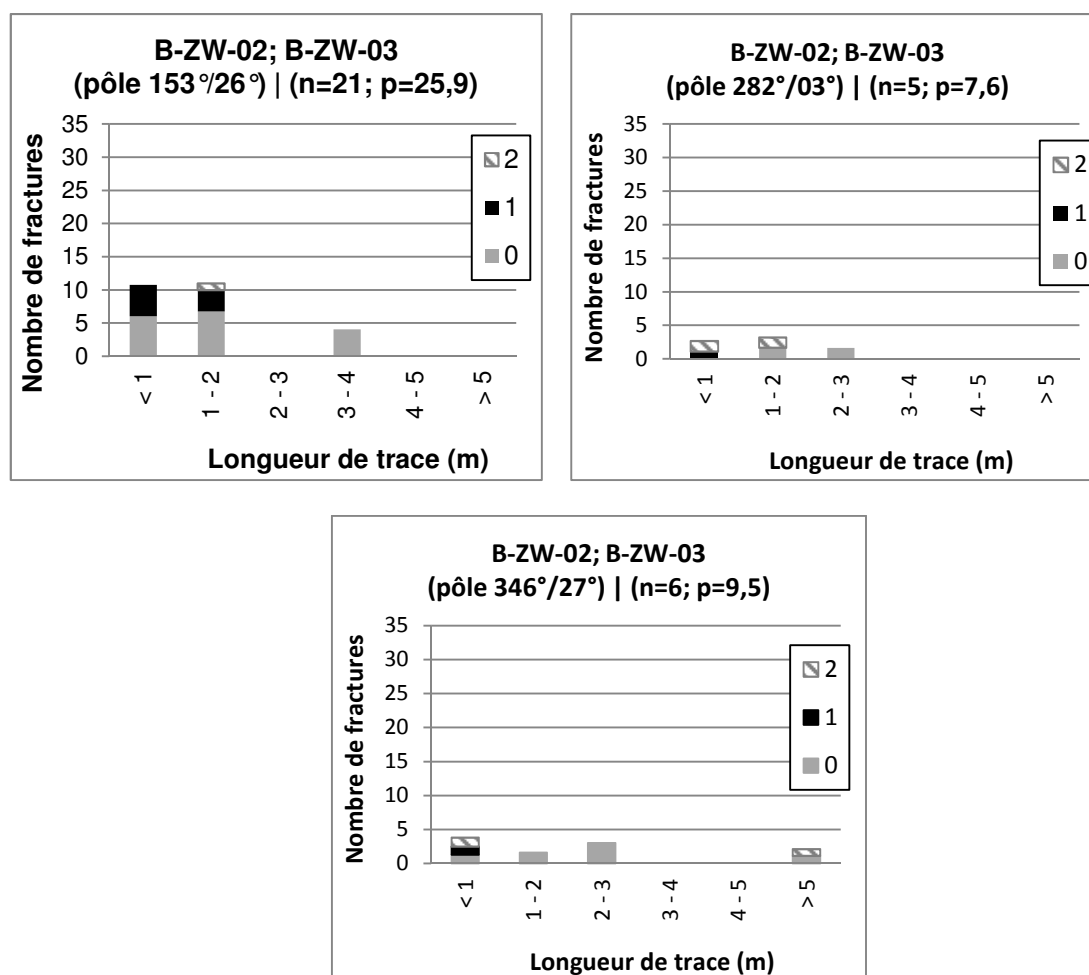 B-ZW-02; B-ZW-03
(pôle 153°/26°) | (n=21; p=25,9)
Nombre de fractures
35
30
25
20
15
10
5
0
2
1
0
< 1
1 - 2
2 - 3
3 - 4
4 - 5
> 5
Longueur de trace (m)
B-ZW-02; B-ZW-03
(pôle 282°/03°) | (n=5; p=7,6)
Nombre de fractures
35
30
25
20
15
10
5
0
2
1
0
< 1
1 - 2
2 - 3
3 - 4
4 - 5
> 5
Longueur de trace (m)
B-ZW-02; B-ZW-03
(pôle 346°/27°) | (n=6; p=9,5)
Nombre de fractures
35
30
25
20
15
10
5
0
2
1
0
< 1
1 - 2
2 - 3
3 - 4
4 - 5
> 5
Longueur de trace (m)